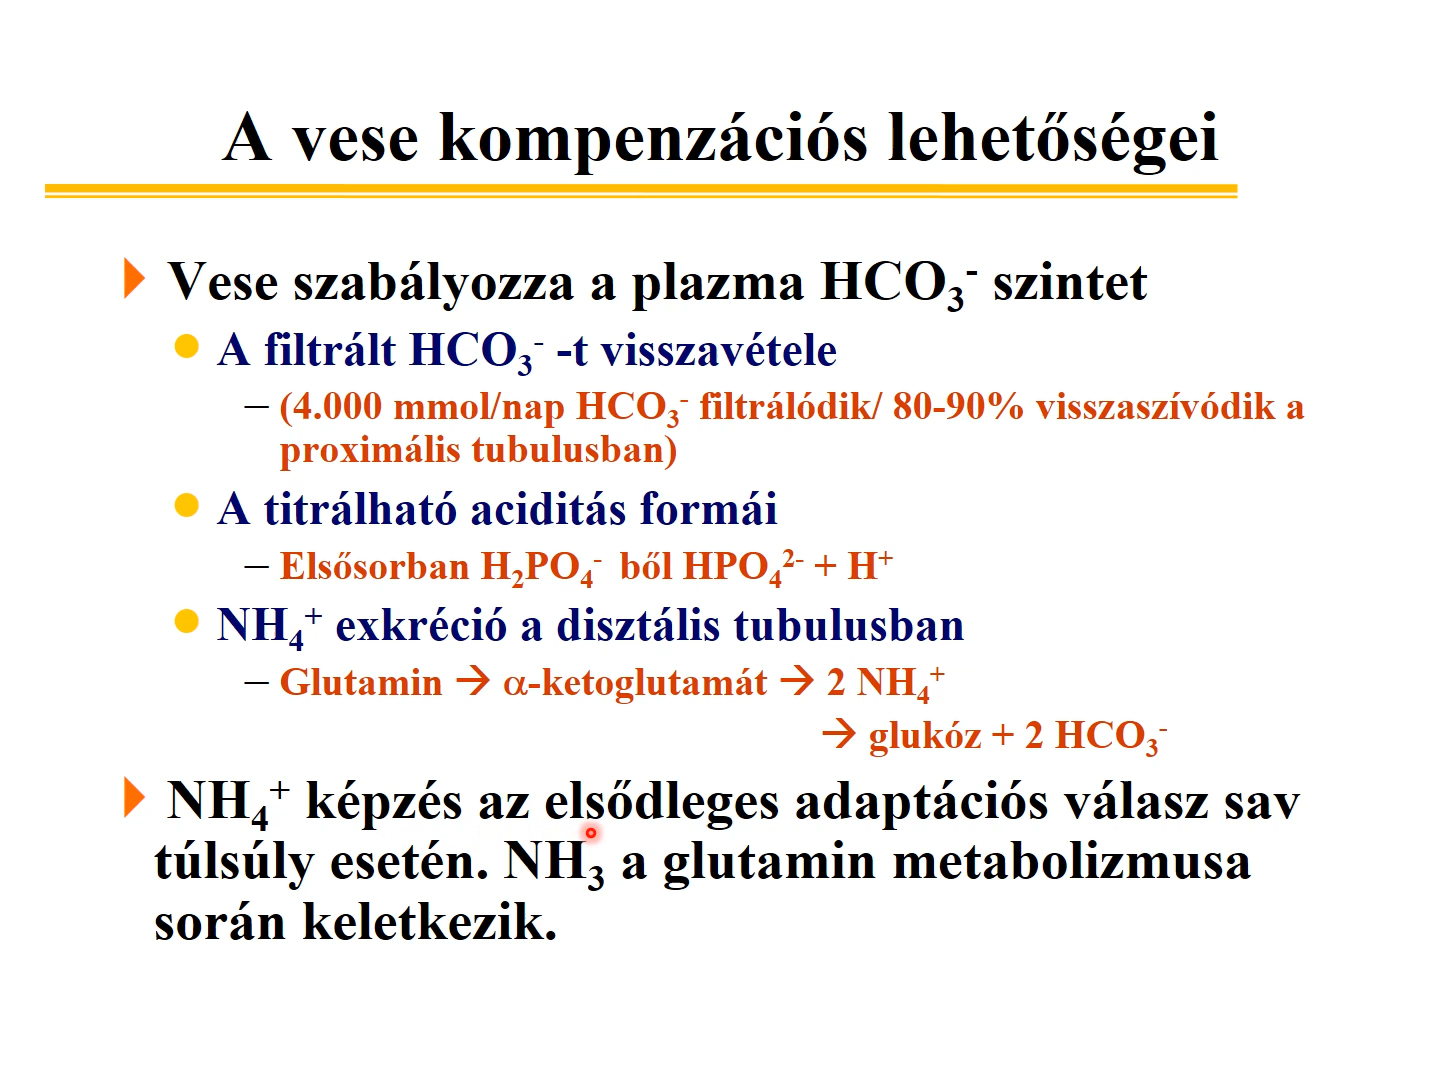 A vese kompenzációs lehetőségei
Vese szabályozza a plazma HCO₃⁻ szintet
A filtrált HCO₃⁻ -t visszavétele
– (4.000 mmol/nap HCO₃⁻ filtrálódik/ 80-90% visszaszívódik a
proximális tubulusban)
A titrálható aciditás formái
– Elsősorban H₂PO₄⁻ ből HPO₄²⁻ + H⁺
NH₄⁺ exkréció a disztális tubulusban
– Glutamin → α-ketoglutamát → 2 NH₄⁺
→ glukóz + 2 HCO₃⁻
NH₄⁺ képzés az elsődleges adaptációs válasz sav
túlsúly esetén. NH₃ a glutamin metabolizmusa
során keletkezik.